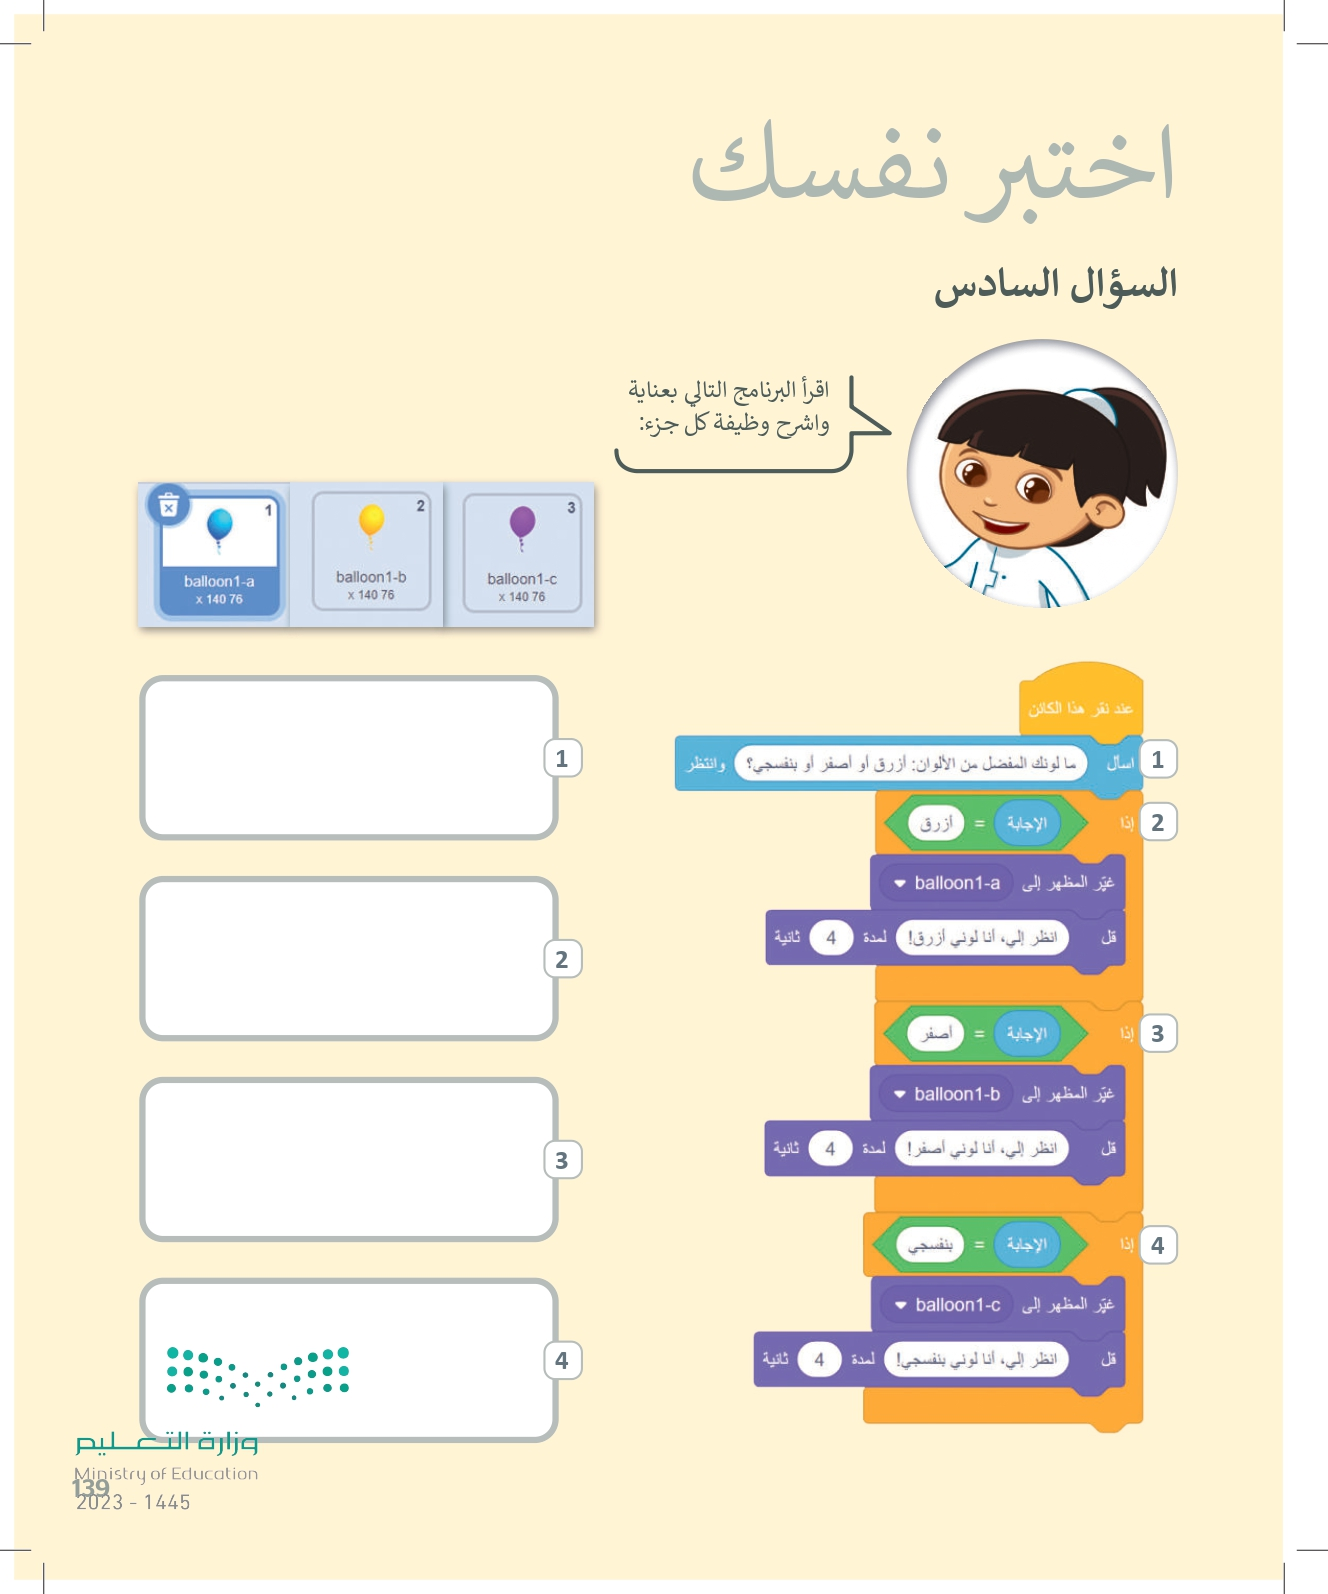 اختبر نفسك
السؤال السادس
اقرأ البرنامج التالي بعناية
واشرح وظيفة كل جزء:
1
balloon1-a
x 140 76
2
balloon1-b
x 140 76
3
balloon1-c
x 140 76
عند نقر هذا الكائن
1 اسأل ما لونك المفضل من الألوان: أزرق أو أصفر أو بنفسجي؟ وانتظر
2 إذا الإجابة = أزرق
غيّر المظهر إلى balloon1-a
قل انظر إلي، أنا لوني أزرق! لمدة 4 ثانية
3 إذا الإجابة = أصفر
غيّر المظهر إلى balloon1-b
قل انظر إلي، أنا لوني أصفر! لمدة 4 ثانية
4 إذا الإجابة = بنفسجي
غيّر المظهر إلى balloon1-c
قل انظر إلي، أنا لوني بنفسجي! لمدة 4 ثانية
1
2
3
4
وزارة التعليم
Ministry of Education
139
2023 - 1445